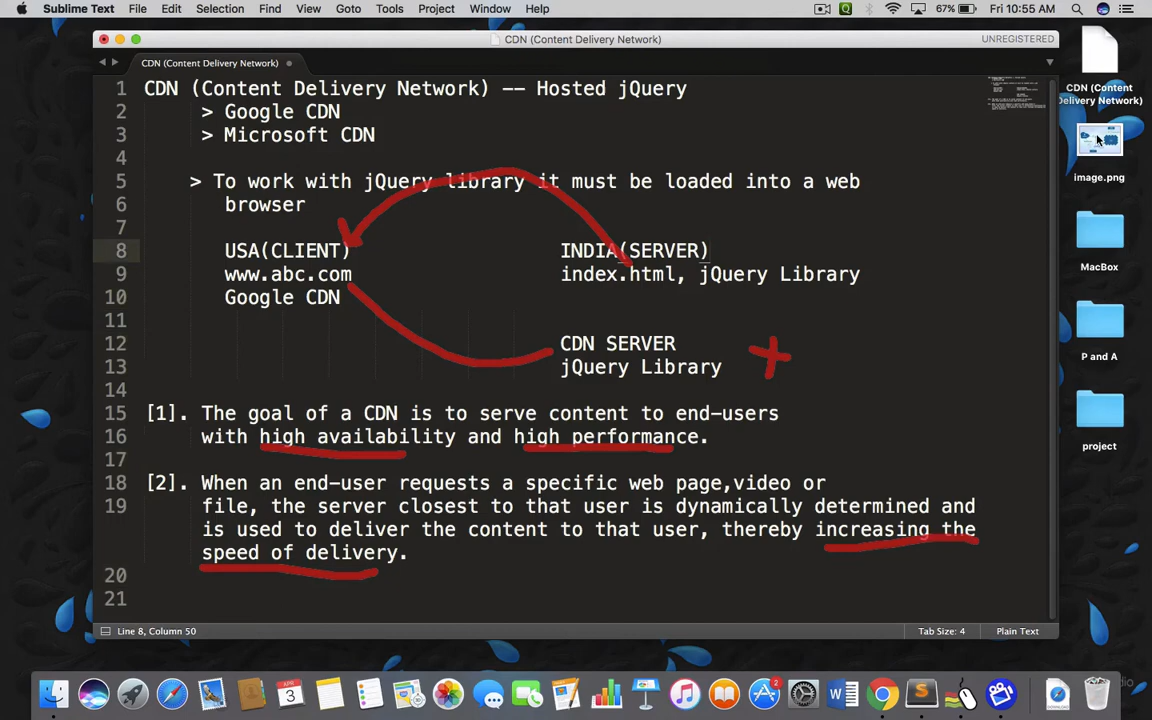 Sublime Text File Edit Selection Find View Goto Tools Project Window Help 67% Fri 10:55 AM
CDN (Content Delivery Network) UNREGISTERED
CDN (Content Delivery Network)
1 CDN (Content Delivery Network) -- Hosted jQuery
2 > Google CDN
3 > Microsoft CDN
4
5 > To work with jQuery library it must be loaded into a web
6 browser
7
8 USA(CLIENT) INDIA(SERVER)
9 www.abc.com index.html, jQuery Library
10 Google CDN
11
12 CDN SERVER
13 jQuery Library
14
15 [1]. The goal of a CDN is to serve content to end-users
16 with high availability and high performance.
17
18 [2]. When an end-user requests a specific web page,video or
19 file, the server closest to that user is dynamically determined and
is used to deliver the content to that user, thereby increasing the
speed of delivery.
20
21
Line 8, Column 50 Tab Size: 4 Plain Text
CDN (Content
Delivery Network)
image.png
MacBox
P and A
project
APR
3
2